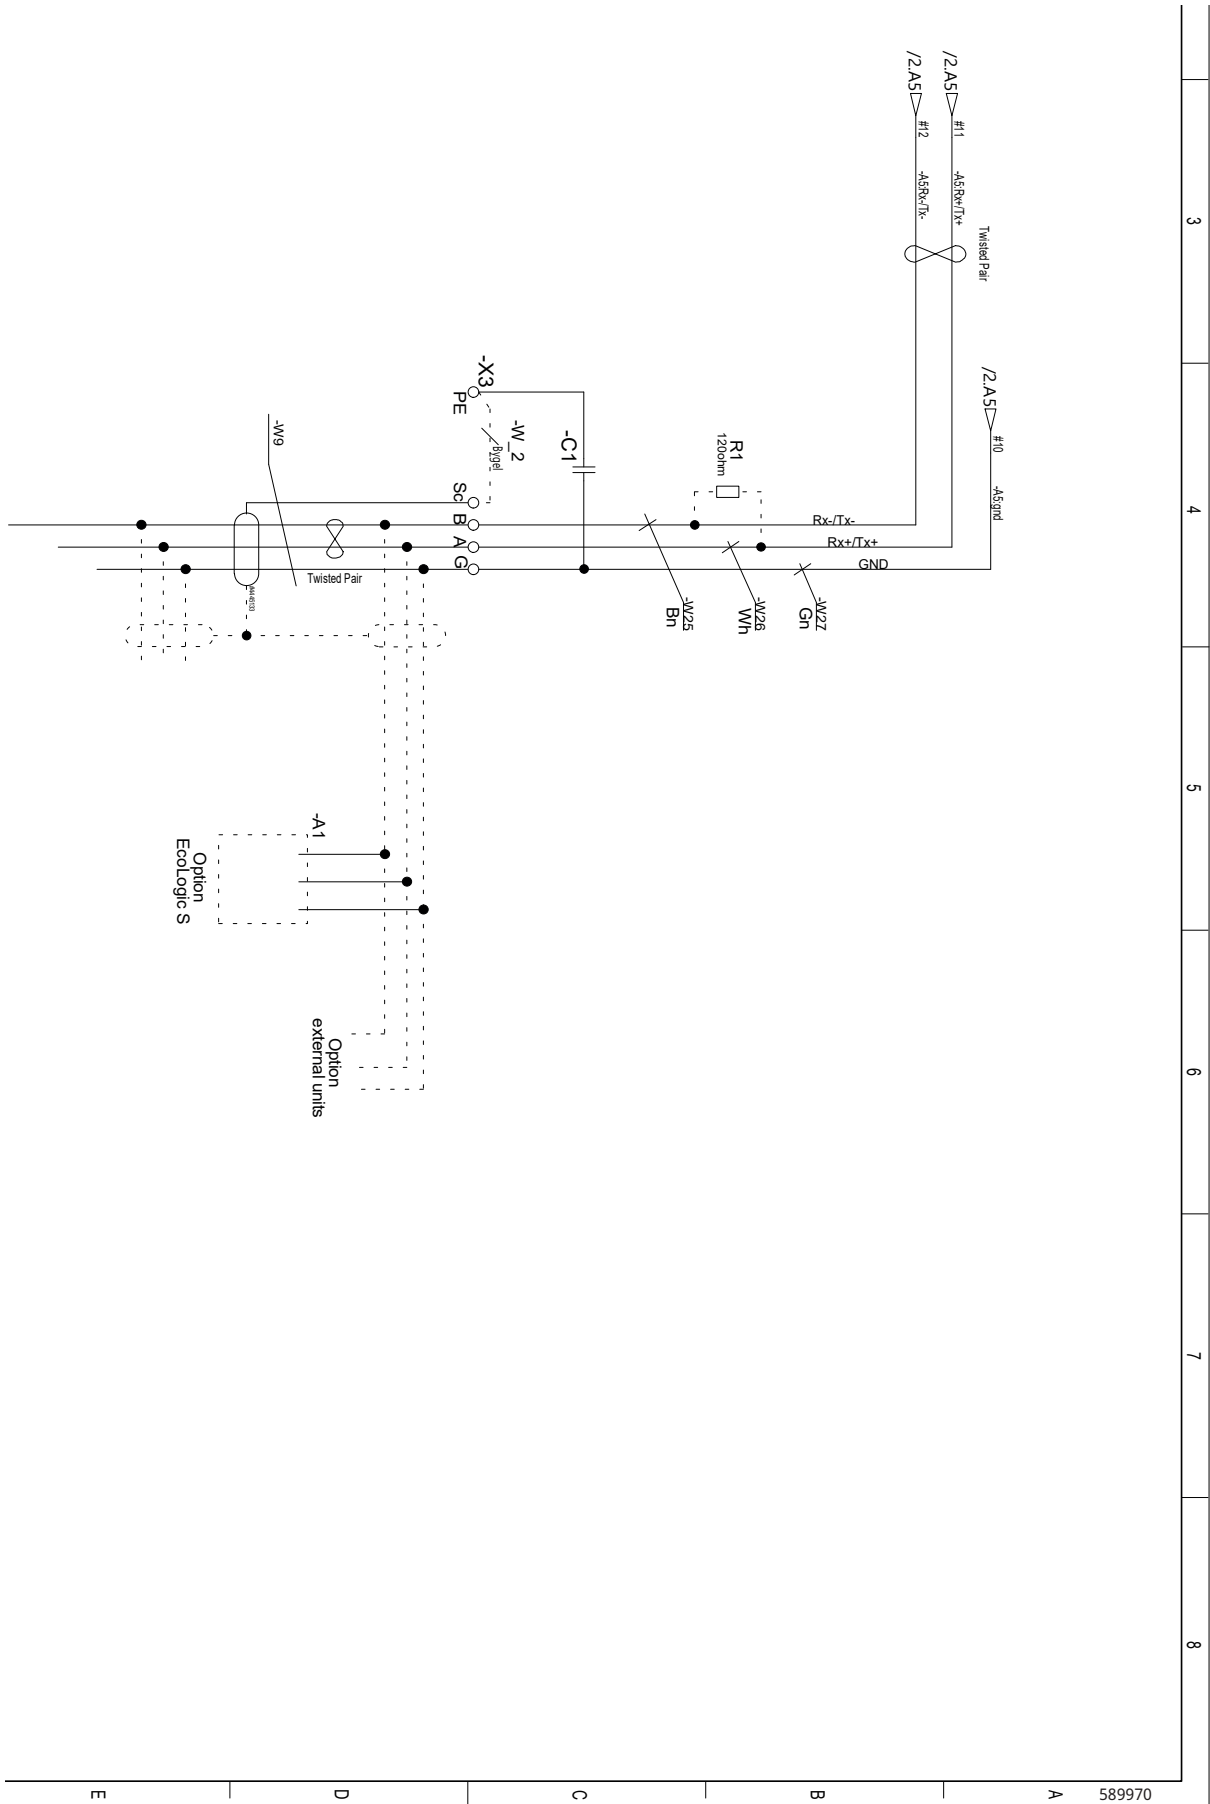 /2.A5
#12
-A5:Rx-/Tx-
/2.A5
#11
-A5:Rx+/Tx+
Twisted Pair
/2.A5
#10
-A5:gnd
3
4
5
6
7
8
-X3
PE
Sc
B
A
G
-W_2
Bygel
-C1
R1
120ohm
Rx-/Tx-
Rx+/Tx+
GND
-W25
Bn
-W26
Wh
-W27
Gn
-W9
Twisted Pair
-A1
Option
EcoLogic S
Option
external units
E
D
C
B
A
589970